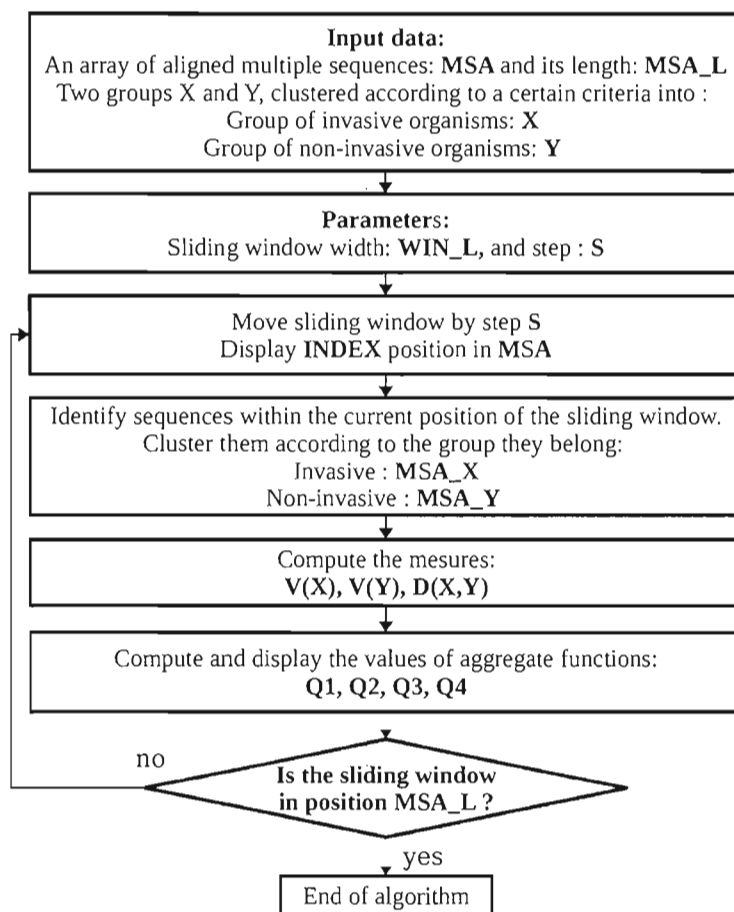 Input data:
An array of aligned multiple sequences: MSA and its length: MSA_L
Two groups X and Y, clustered according to a certain criteria into :
Group of invasive organisms: X
Group of non-invasive organisms: Y
Parameters:
Sliding window width: WIN_L, and step : S
Move sliding window by step S
Display INDEX position in MSA
Identify sequences within the current position of the sliding window.
Cluster them according to the group they belong:
Invasive : MSA_X
Non-invasive : MSA_Y
Compute the mesures:
V(X), V(Y), D(X,Y)
Compute and display the values of aggregate functions:
Q1, Q2, Q3, Q4
no
Is the sliding window
in position MSA_L ?
yes
End of algorithm